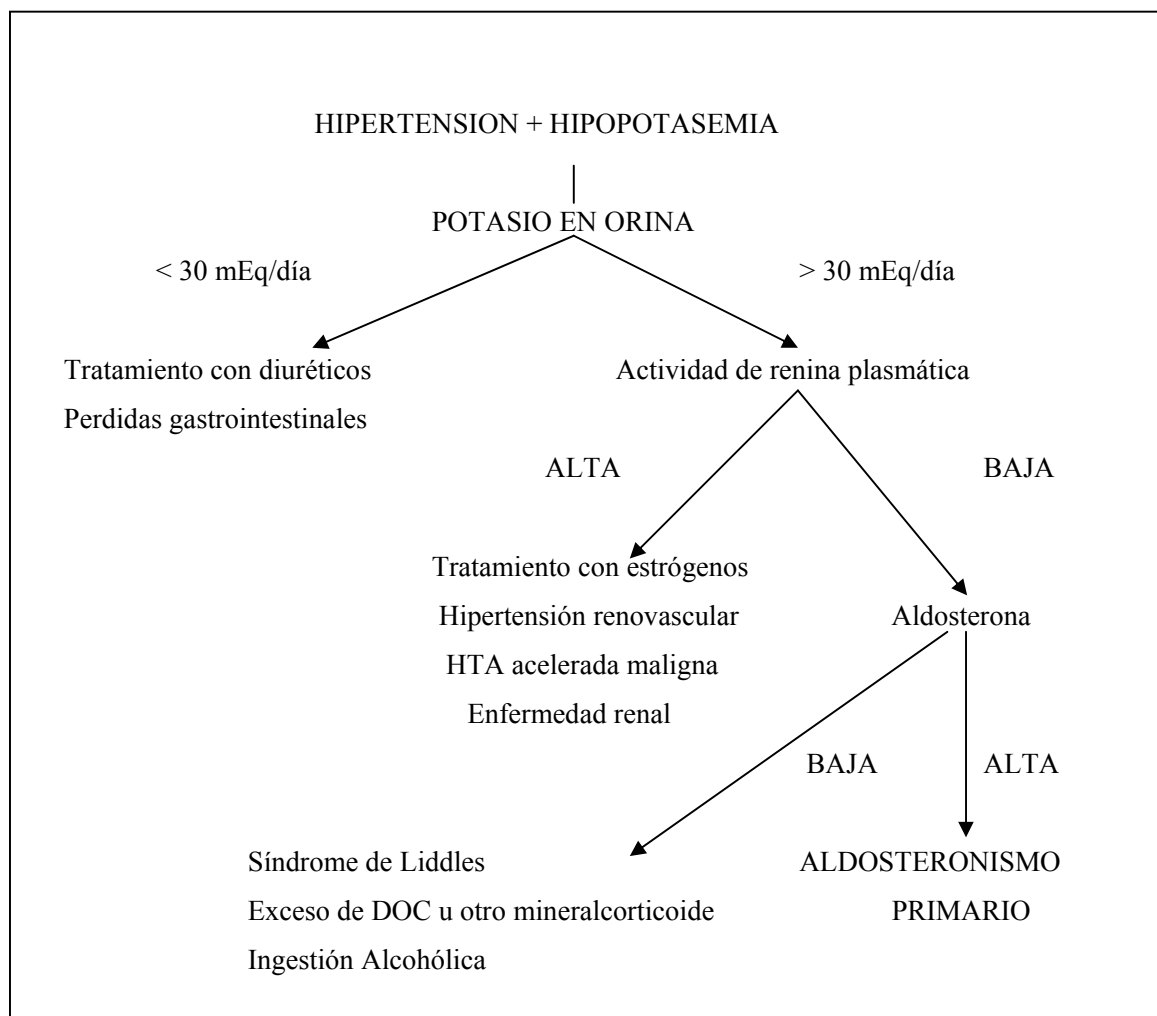 HIPERTENSION + HIPOPOTASEMIA
POTASIO EN ORINA
< 30 mEq/día
> 30 mEq/día
Tratamiento con diuréticos
Perdidas gastrointestinales
Actividad de renina plasmática
ALTA
BAJA
Tratamiento con estrógenos
Hipertensión renovascular
HTA acelerada maligna
Enfermedad renal
Aldosterona
BAJA
ALTA
Síndrome de Liddles
Exceso de DOC u otro mineralcorticoide
Ingestión Alcohólica
ALDOSTERONISMO
PRIMARIO